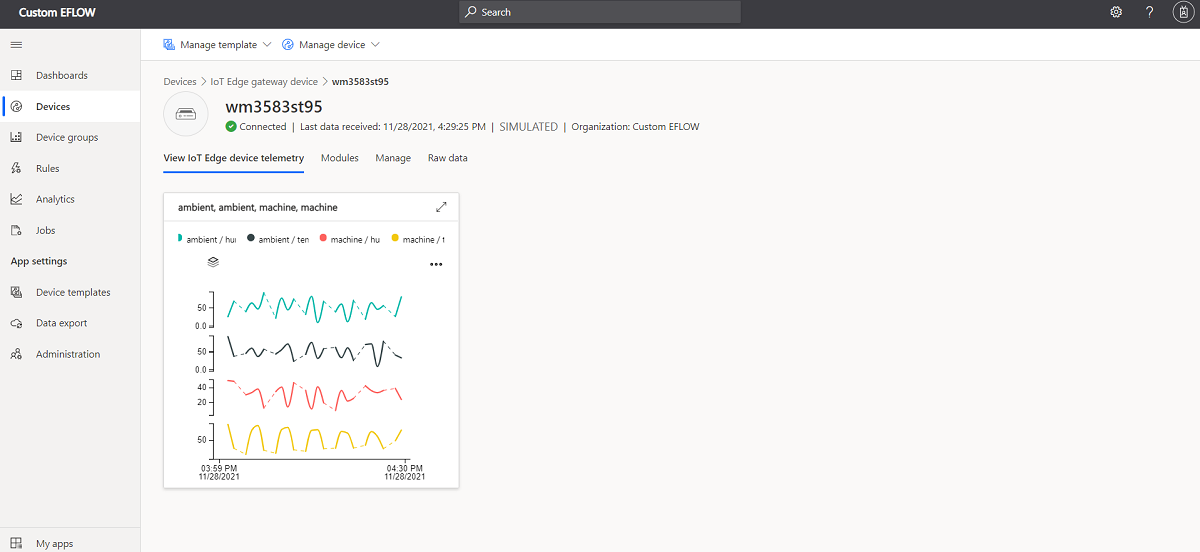 Custom EFLOW
Search
?
Manage template
Manage device
Dashboards
Devices
Device groups
Rules
Analytics
Jobs
App settings
Device templates
Data export
Administration
My apps
Devices > IoT Edge gateway device > wm3583st95
wm3583st95
Connected | Last data received: 11/28/2021, 4:29:25 PM | SIMULATED | Organization: Custom EFLOW
View IoT Edge device telemetry Modules Manage Raw data
ambient, ambient, machine, machine
ambient / hu ambient / ten machine / hu machine / t
50
0.0
50
0.0
40
20
50
03:59 PM 04:30 PM
11/28/2021 11/28/2021